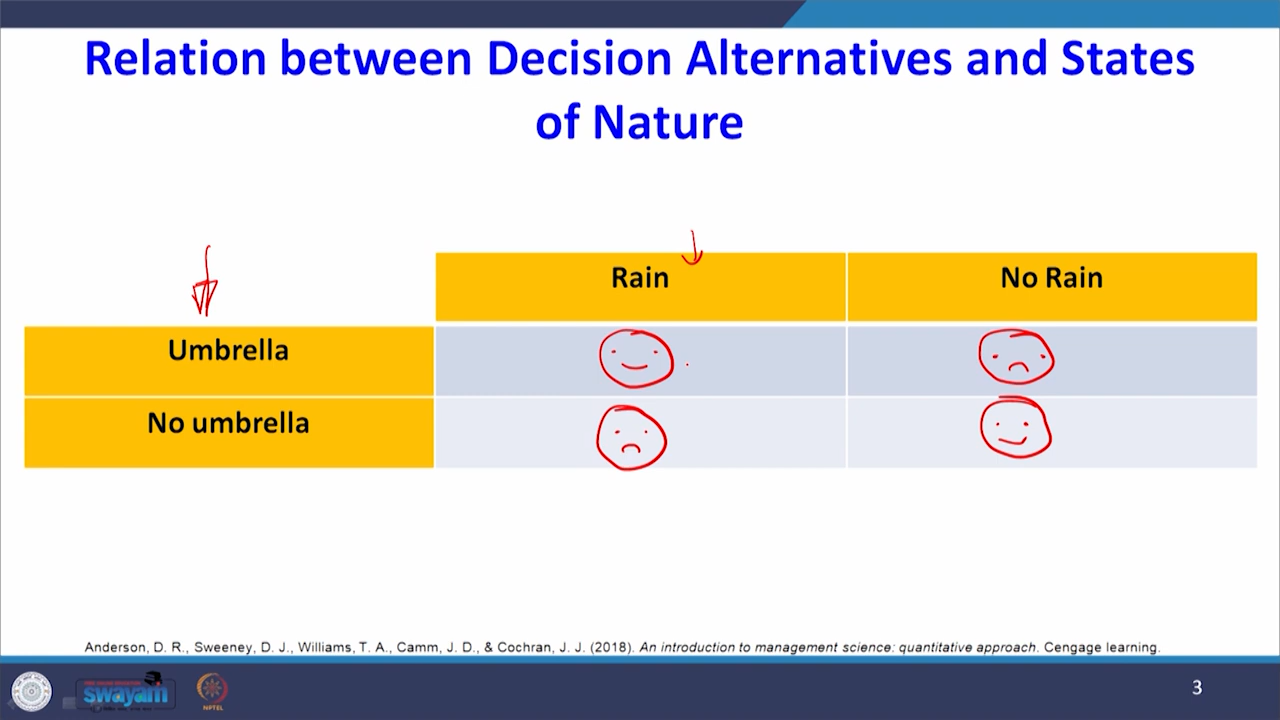 Relation between Decision Alternatives and States
of Nature
Rain
No Rain
Umbrella
No umbrella
Anderson, D. R., Sweeney, D. J., Williams, T. A., Camm, J. D., & Cochran, J. J. (2018). An introduction to management science: quantitative approach. Cengage learning.
swayam
NPTEL
3